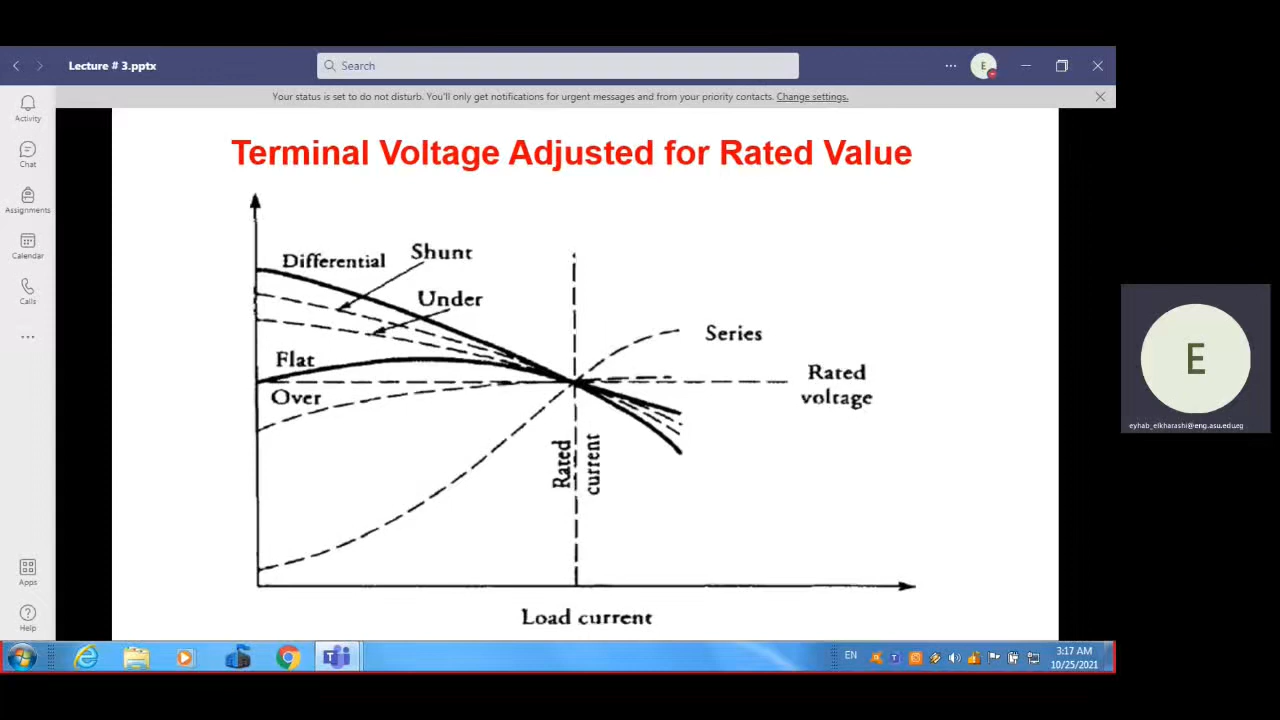 Lecture # 3.pptx
Search
E
Your status is set to do not disturb. You'll only get notifications for urgent messages and from your priority contacts. Change settings.
Activity
Chat
Assignments
Calendar
Calls
Apps
Help
Terminal Voltage Adjusted for Rated Value
Differential
Shunt
Under
Flat
Over
Series
Rated
voltage
Rated
current
Load current
E
eyhab_elkharashi@eng.asu.edu.eg
EN
3:17 AM
10/25/2021